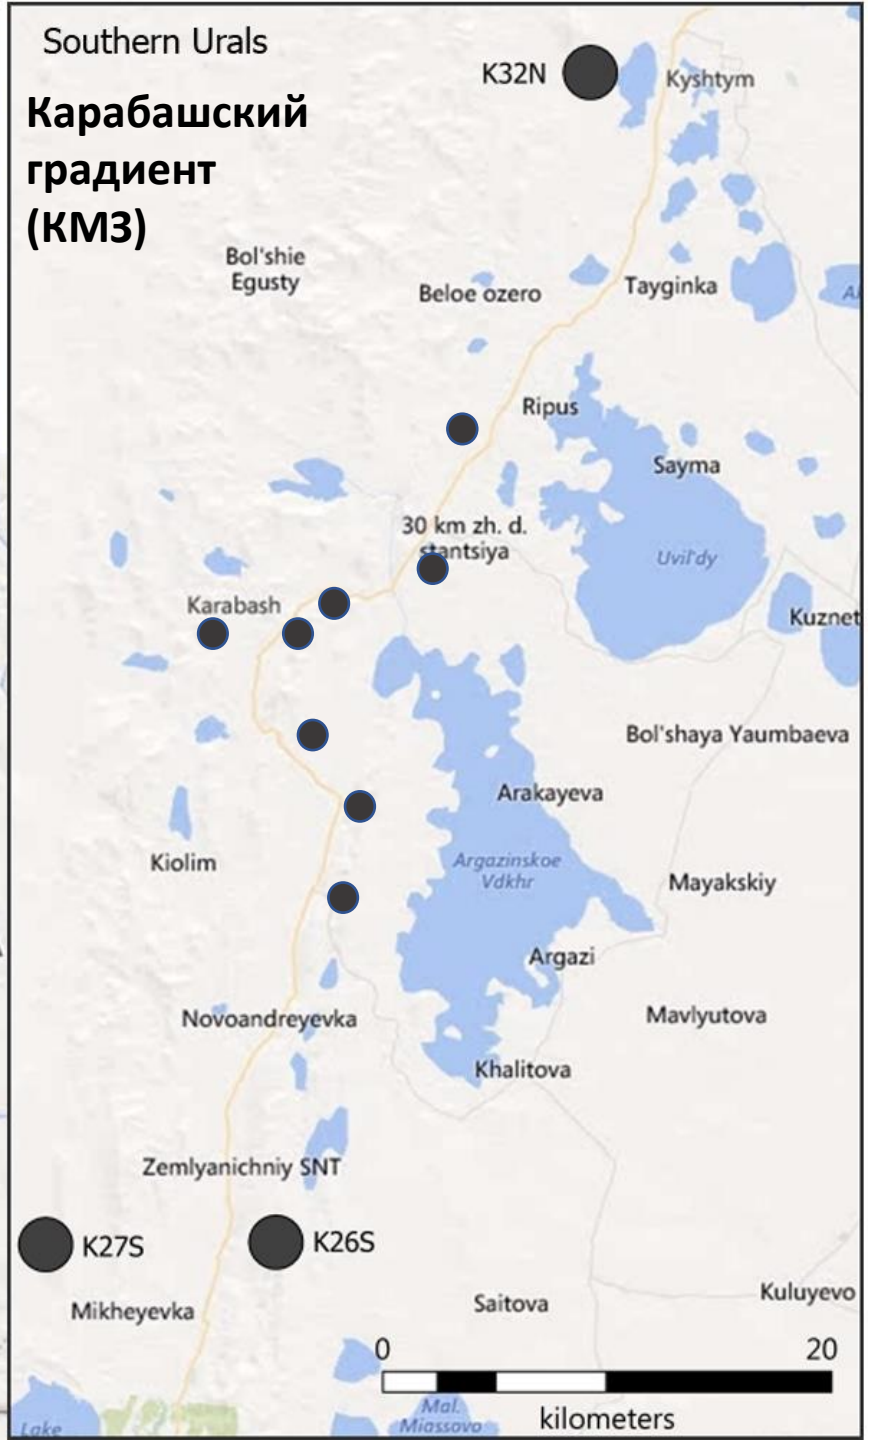 Southern Urals
K32N
Kyshtym
Карабашский
градиент
(КМЗ)
Bol'shie
Egusty
Beloe ozero
Tayginka
Ripus
Sayma
30 km zh. d.
stantsiya
Uvil'dy
Karabash
Kuznet
Bol'shaya Yaumbaeva
Arakayeva
Kiolim
Argazinskoe
Vdkhr
Mayakskiy
Argazi
Novoandreyevka
Mavlyutova
Khalitova
Zemlyanichniy SNT
K27S
K26S
Mikheyevka
Saitova
Kuluyevo
0
20
kilometers
Mal.
Miassovo
Lake